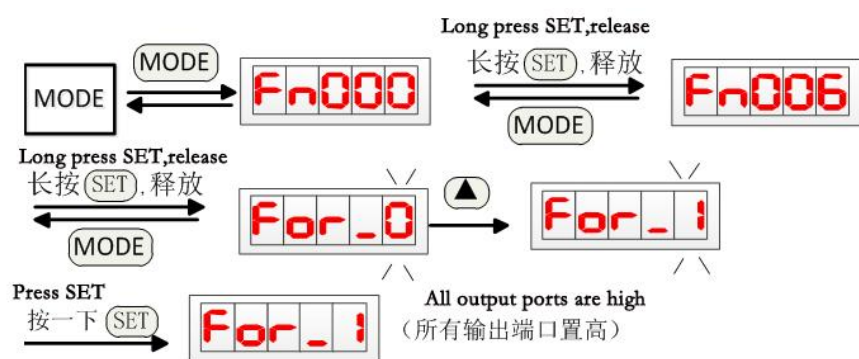 Long press SET,release
MODE
MODE
Fn000
长按 SET ,释放
MODE
Fn006
Long press SET,release
长按 SET ,释放
MODE
For_0
▲
For_1
Press SET
按一下 SET
For_1
All output ports are high
（所有输出端口置高）